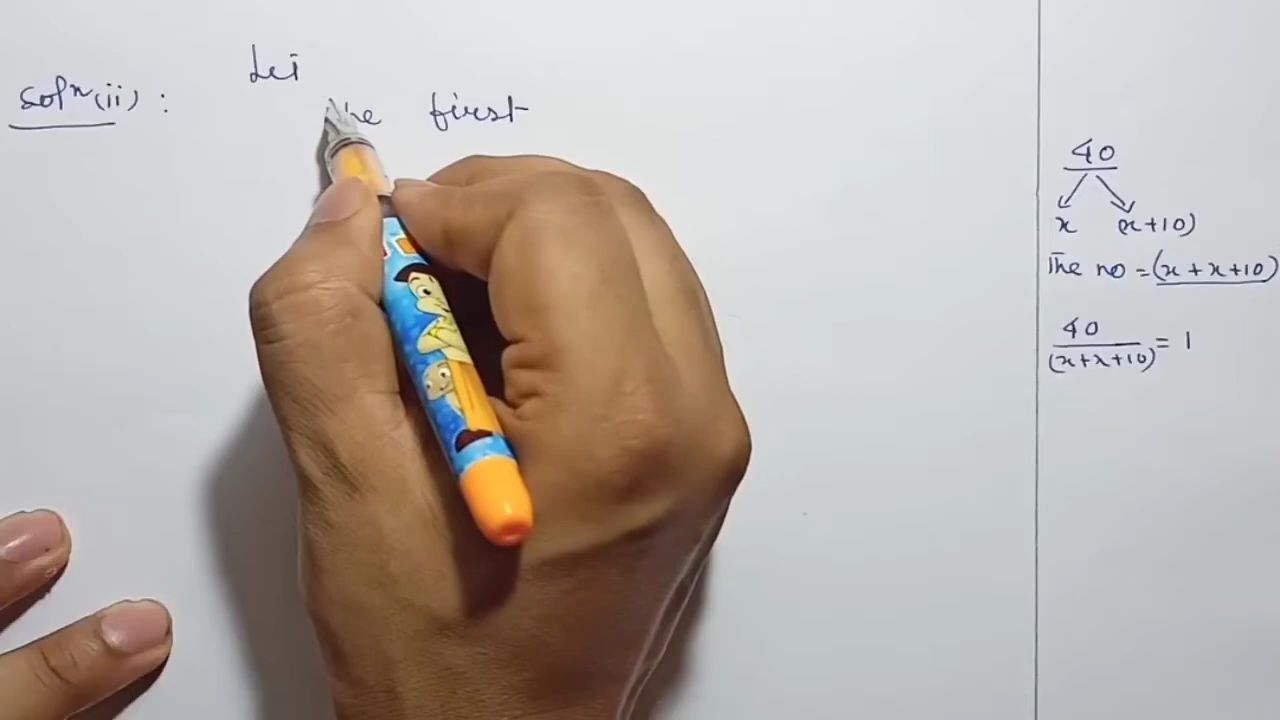 Let
Solⁿ (ii) :
the first
40
x (x+10)
The no = (x + x + 10)
40
(x+x+10) = 1